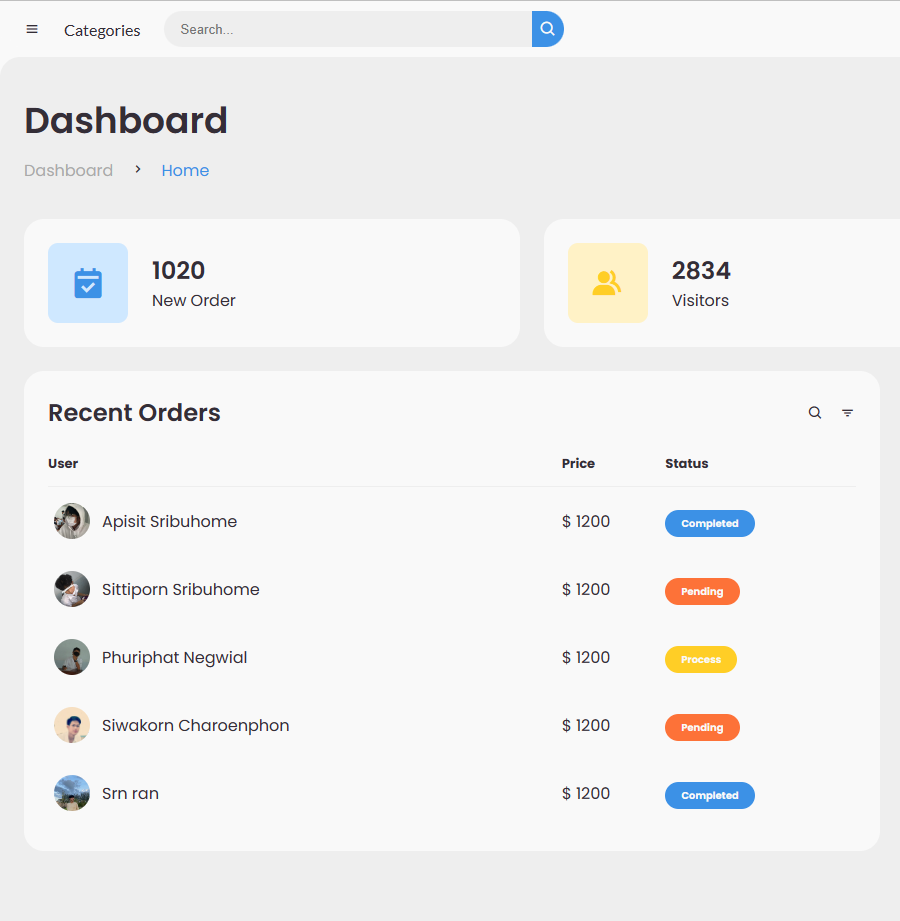 Categories Search...
Dashboard
Dashboard Home
1020
New Order
2834
Visitors
Recent Orders
User Price Status
Apisit Sribuhome $ 1200 Completed
Sittiporn Sribuhome $ 1200 Pending
Phuriphat Negwial $ 1200 Process
Siwakorn Charoenphon $ 1200 Pending
Srn ran $ 1200 Completed